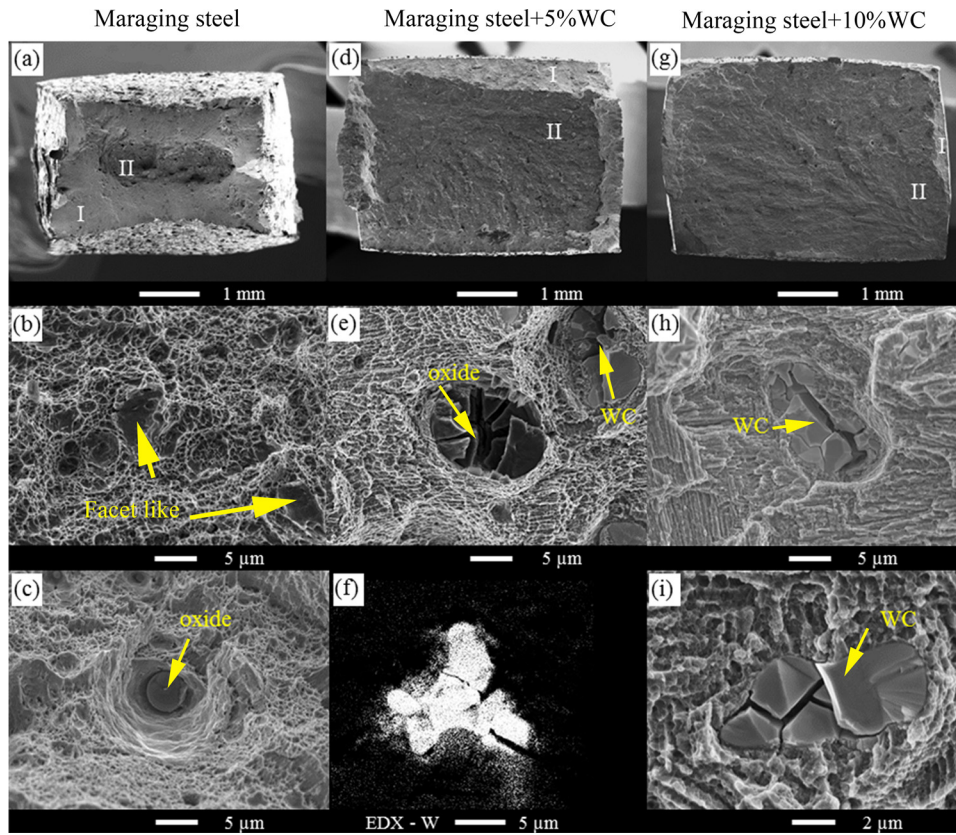 Maraging steel
Maraging steel+5%WC
Maraging steel+10%WC
(a)
II
I
1 mm
(d)
I
II
1 mm
(g)
I
II
1 mm
(b)
Facet like
5 µm
(e)
oxide
WC
5 µm
(h)
WC
5 µm
(c)
oxide
5 µm
(f)
EDX - W
5 µm
(i)
WC
2 µm